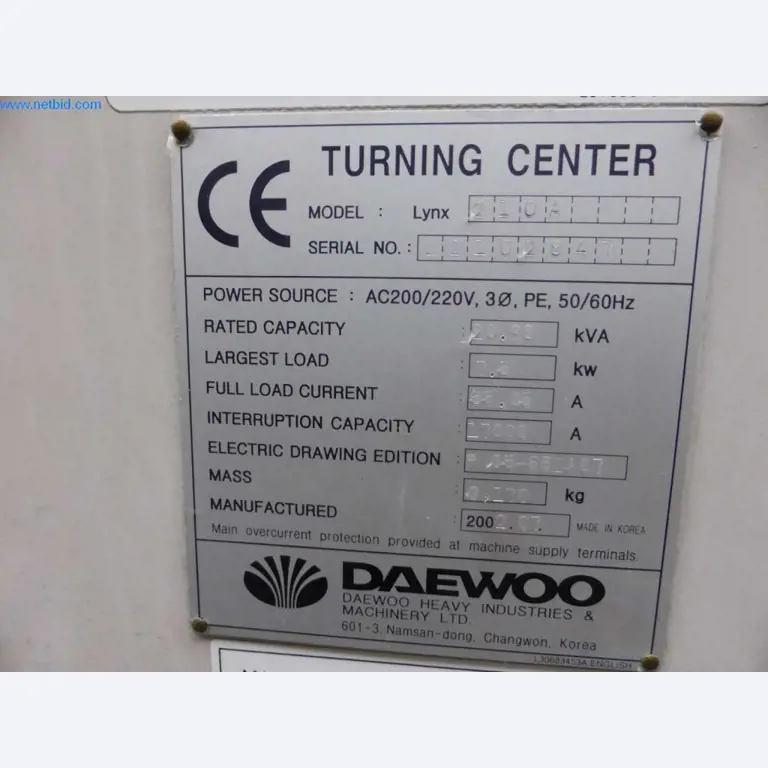 www.netbid.com
CE TURNING CENTER
MODEL : Lynx 210A
SERIAL NO. :
POWER SOURCE : AC200/220V, 3Ø, PE, 50/60Hz
RATED CAPACITY : kVA
LARGEST LOAD : kw
FULL LOAD CURRENT : A
INTERRUPTION CAPACITY : A
ELECTRIC DRAWING EDITION :
MASS : kg
MANUFACTURED : 2002.07 MADE IN KOREA
Main overcurrent protection provided at machine supply terminals.
DAEWOO
DAEWOO HEAVY INDUSTRIES &
MACHINERY LTD.
601-3, Namsan-dong, Changwon, Korea